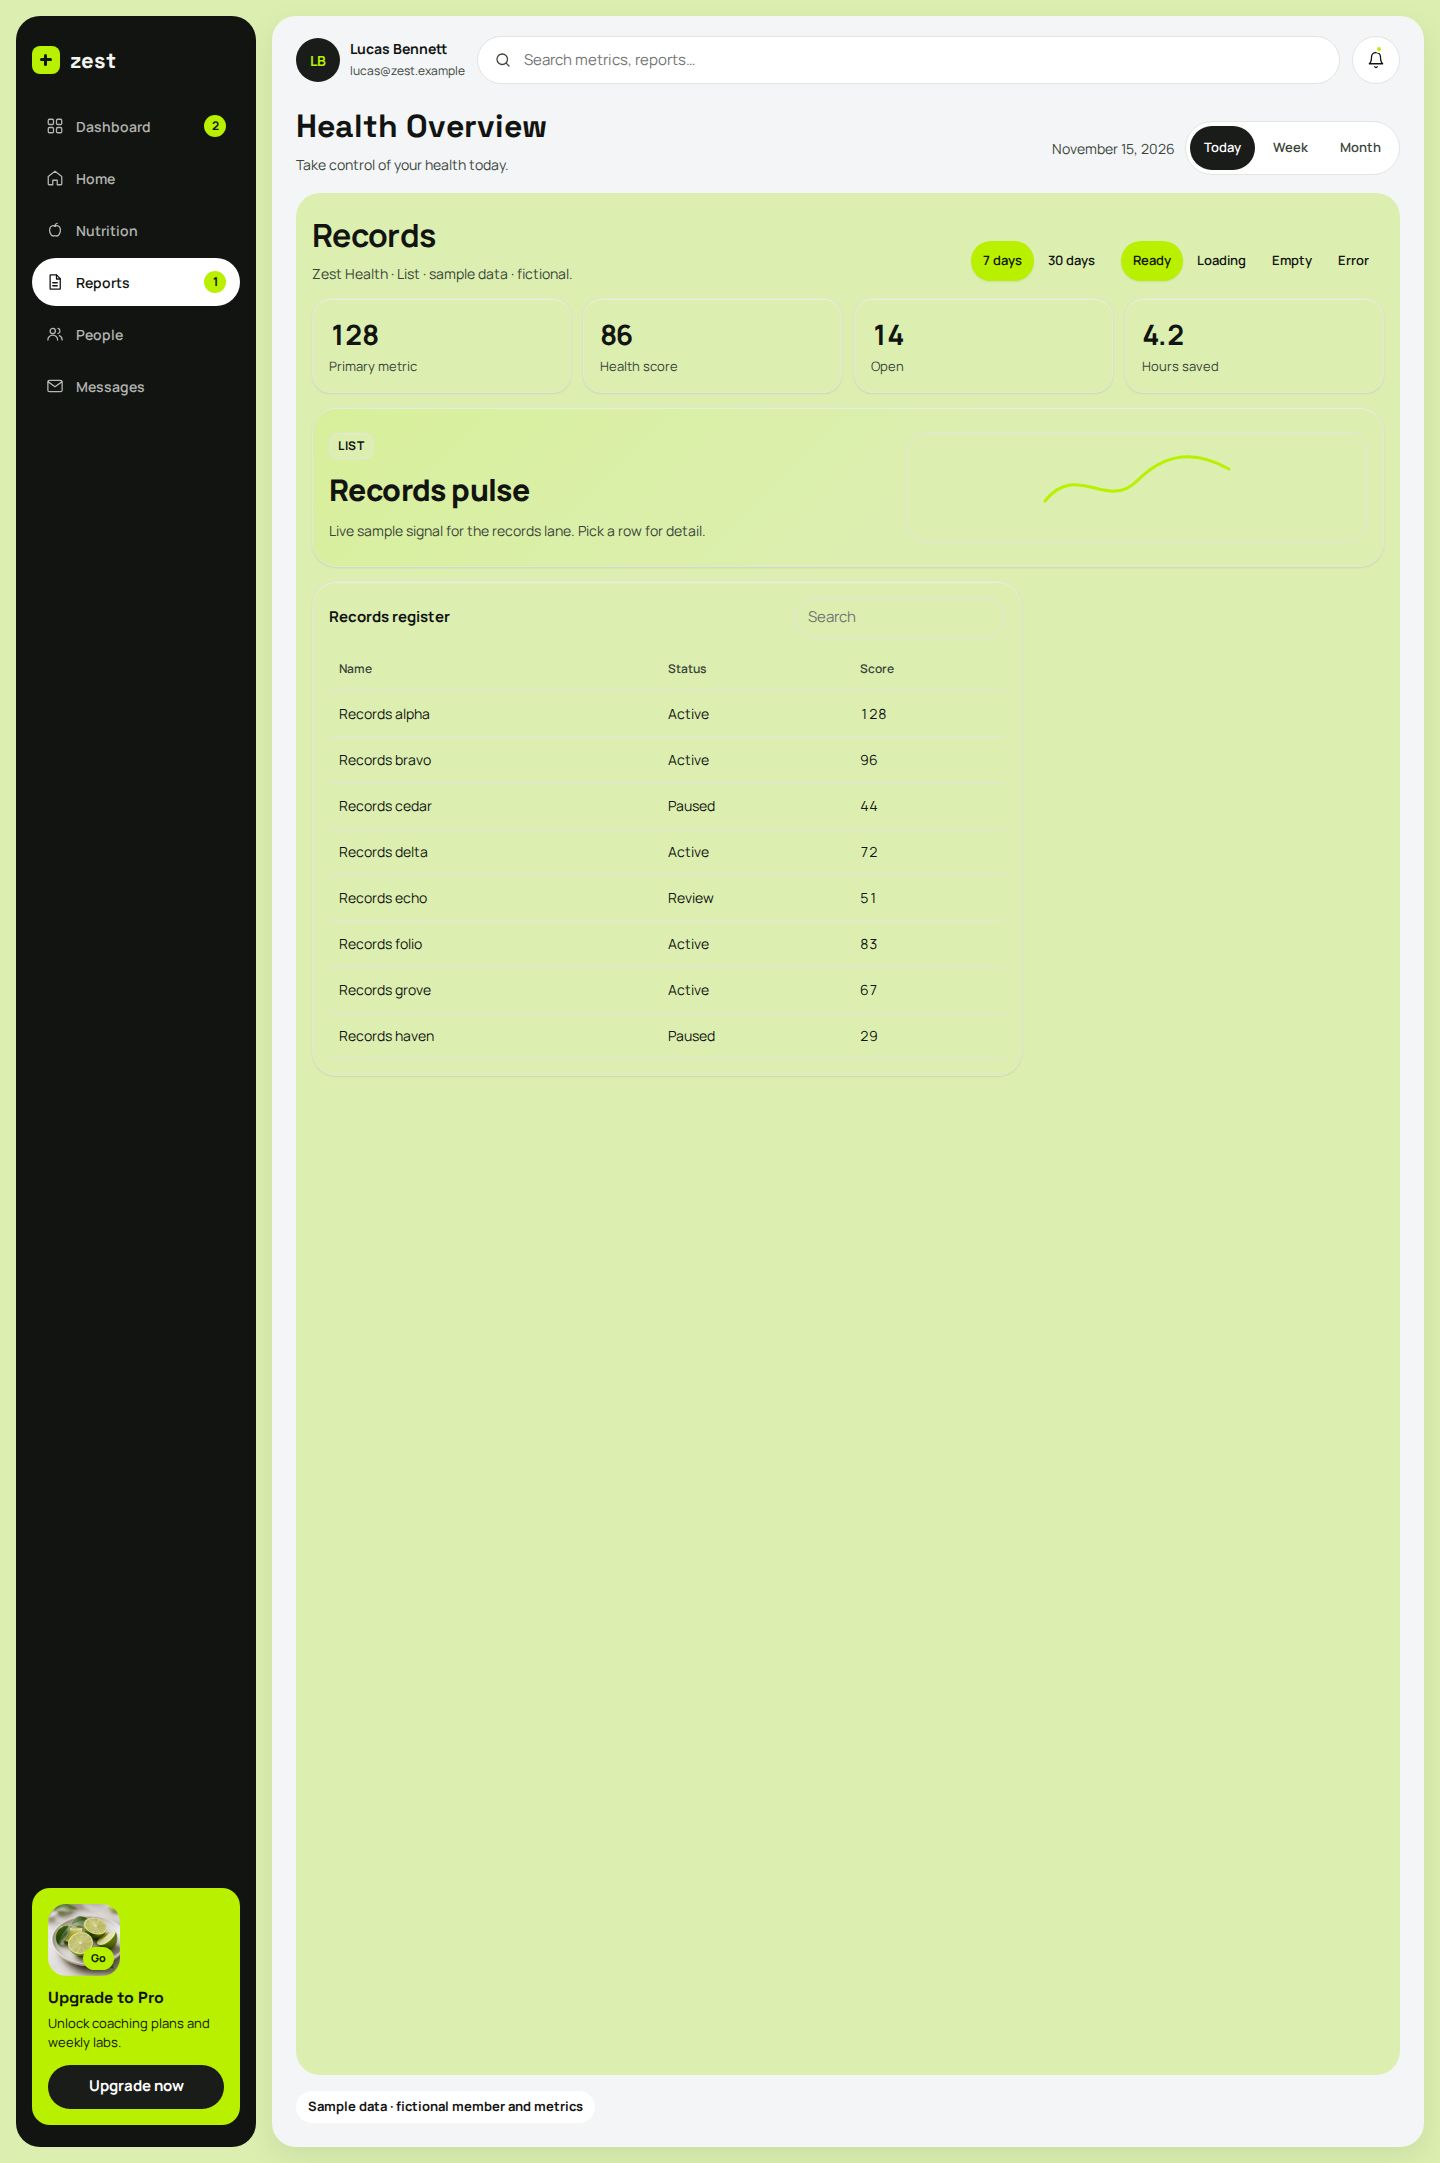 zest
Dashboard 2
Home
Nutrition
Reports 1
People
Messages
Go
Upgrade to Pro
Unlock coaching plans and
weekly labs.
Upgrade now
LB
Lucas Bennett
lucas@zest.example
Search metrics, reports...
Health Overview
Take control of your health today.
November 15, 2026
Today Week Month
Records
Zest Health · List · sample data · fictional.
7 days 30 days Ready Loading Empty Error
128
Primary metric
86
Health score
14
Open
4.2
Hours saved
LIST
Records pulse
Live sample signal for the records lane. Pick a row for detail.
Records register
Search
Name Status Score
Records alpha Active 128
Records bravo Active 96
Records cedar Paused 44
Records delta Active 72
Records echo Review 51
Records folio Active 83
Records grove Active 67
Records haven Paused 29
Sample data · fictional member and metrics